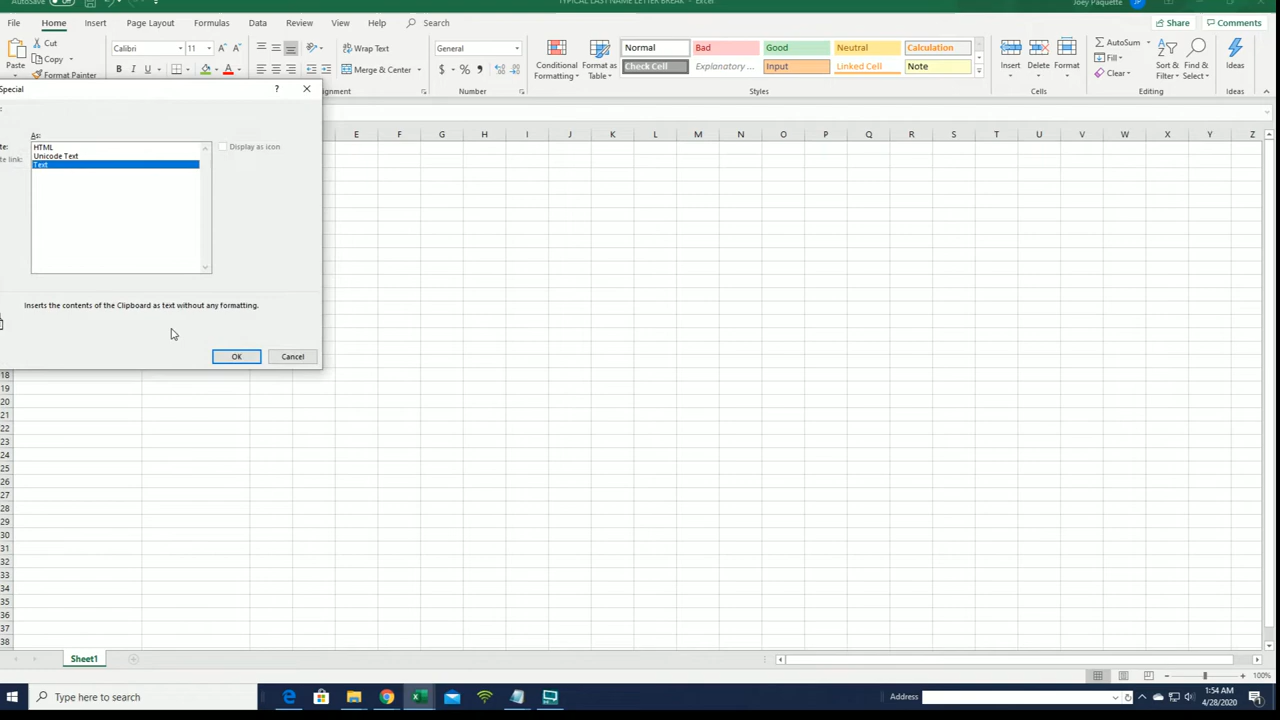 AutoSave
TYPICAL LAST NAME LETTER BREAK - Excel
Joey Paquette
JP
File Home Insert Page Layout Formulas Data Review View Help Search
Share Comments
Paste
Cut
Copy
Format Painter
Calibri 11
B I U
Wrap Text
Merge & Center
General
$ % ,
Number
Conditional Formatting
Format as Table
Normal Bad Good Neutral Calculation
Check Cell Explanatory ... Input Linked Cell Note
Styles
Insert Delete Format
Cells
AutoSum
Fill
Clear
Sort & Filter
Find & Select
Editing
Ideas
Ideas
Special
? ×
As:
HTML
Unicode Text
Text
Display as icon
Inserts the contents of the Clipboard as text without any formatting.
OK Cancel
E F G H I J K L M N O P Q R S T U V W X Y Z
18
19
20
21
22
23
24
25
26
27
28
29
30
31
32
33
34
35
36
37
38
Sheet1
100%
Type here to search
Address
1:54 AM
4/28/2020